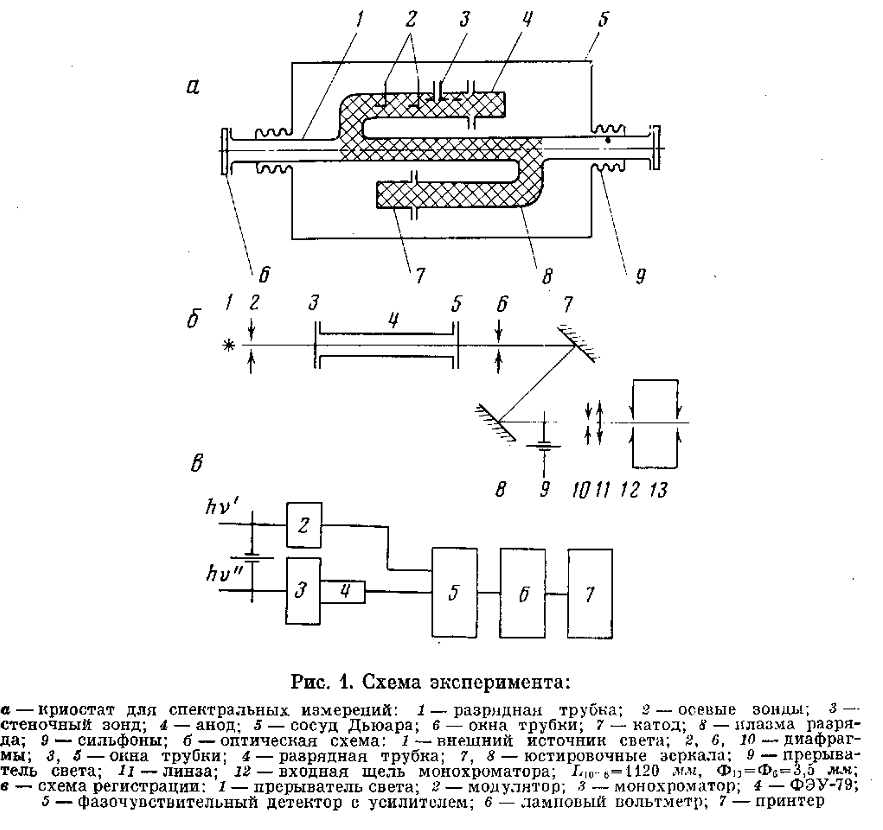 1 2 3 4 5
а
6 7 8 9
1 2 3 4 5 6 7
б
8 9 10 11 12 13
в
hν′ 2
hν″ 3 4 5 6 7
Рис. 1. Схема эксперимента:
а — криостат для спектральных измерений: 1 — разрядная трубка; 2 — осевые зонды; 3 —
стеночный зонд; 4 — анод; 5 — сосуд Дьюара; 6 — окна трубки; 7 — катод; 8 — плазма разря-
да; 9 — сильфоны; б — оптическая схема: 1 — внешний источник света; 2, 6, 10 — диафраг-
мы; 3, 5 — окна трубки; 4 — разрядная трубка; 7, 8 — юстировочные зеркала; 9 — прерыва-
тель света; 11 — линза; 12 — входная щель монохроматора; =1120 мм, =3,5 мм;
в — схема регистрации: 1 — прерыватель света; 2 — модулятор; 3 — монохроматор; 4 — ФЭУ-79;
5 — фазочувствительный детектор с усилителем; 6 — ламповый вольтметр; 7 — принтер